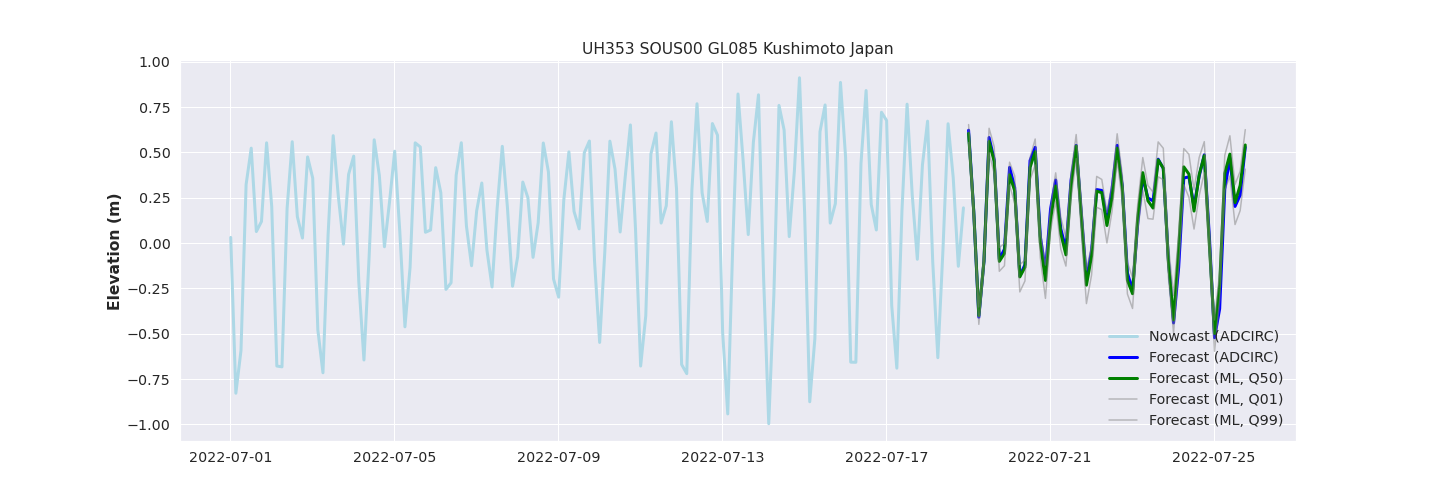 UH353 SOUS00 GL085 Kushimoto Japan
1.00
0.75
0.50
0.25
0.00
−0.25
−0.50
−0.75
−1.00
Elevation (m)
Nowcast (ADCIRC)
Forecast (ADCIRC)
Forecast (ML, Q50)
Forecast (ML, Q01)
Forecast (ML, Q99)
2022-07-01 2022-07-05 2022-07-09 2022-07-13 2022-07-17 2022-07-21 2022-07-25